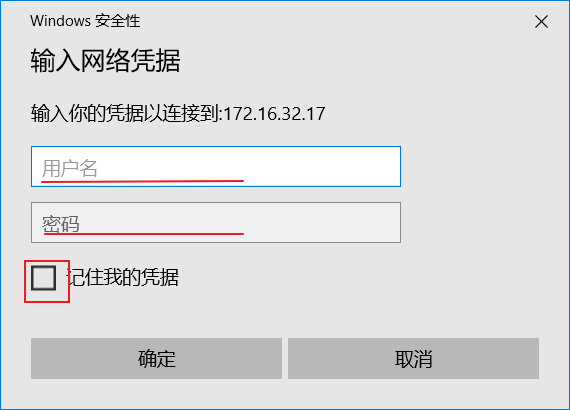 Windows 安全性
输入网络凭据
输入你的凭据以连接到:172.16.32.17
用户名
密码
记住我的凭据
确定
取消